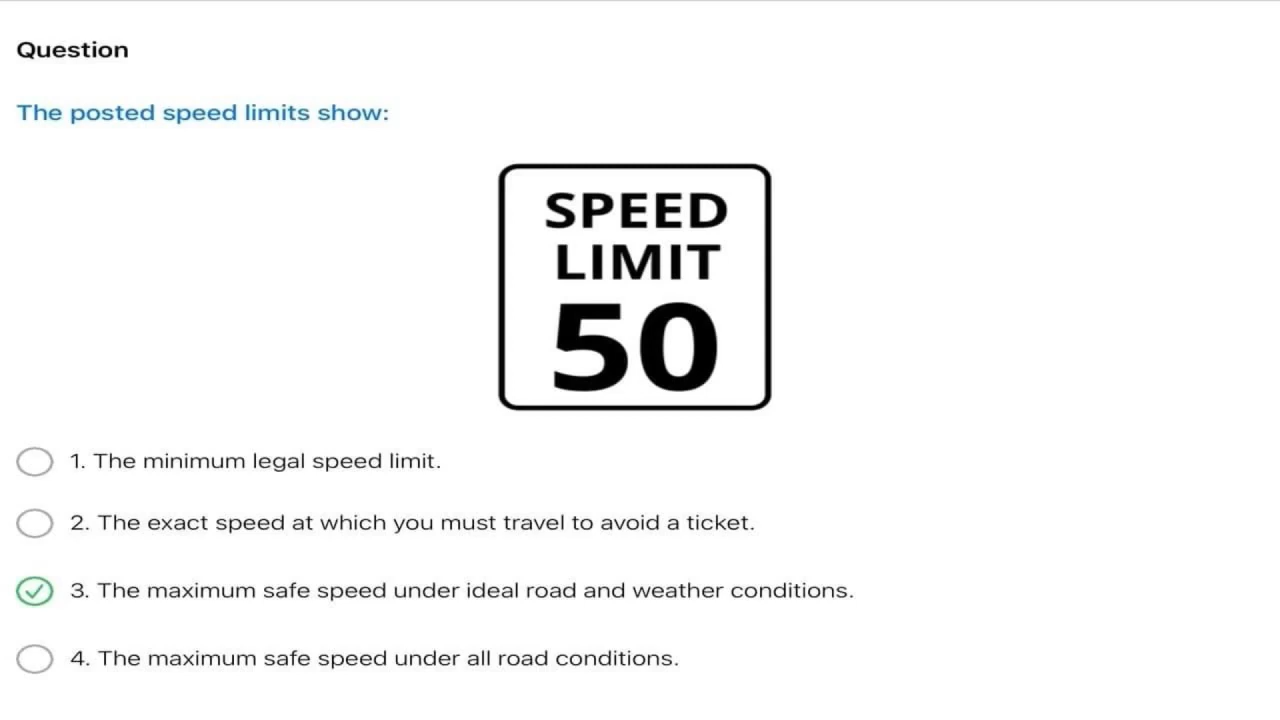 Question
The posted speed limits show:
SPEED
LIMIT
50
1. The minimum legal speed limit.
2. The exact speed at which you must travel to avoid a ticket.
3. The maximum safe speed under ideal road and weather conditions.
4. The maximum safe speed under all road conditions.